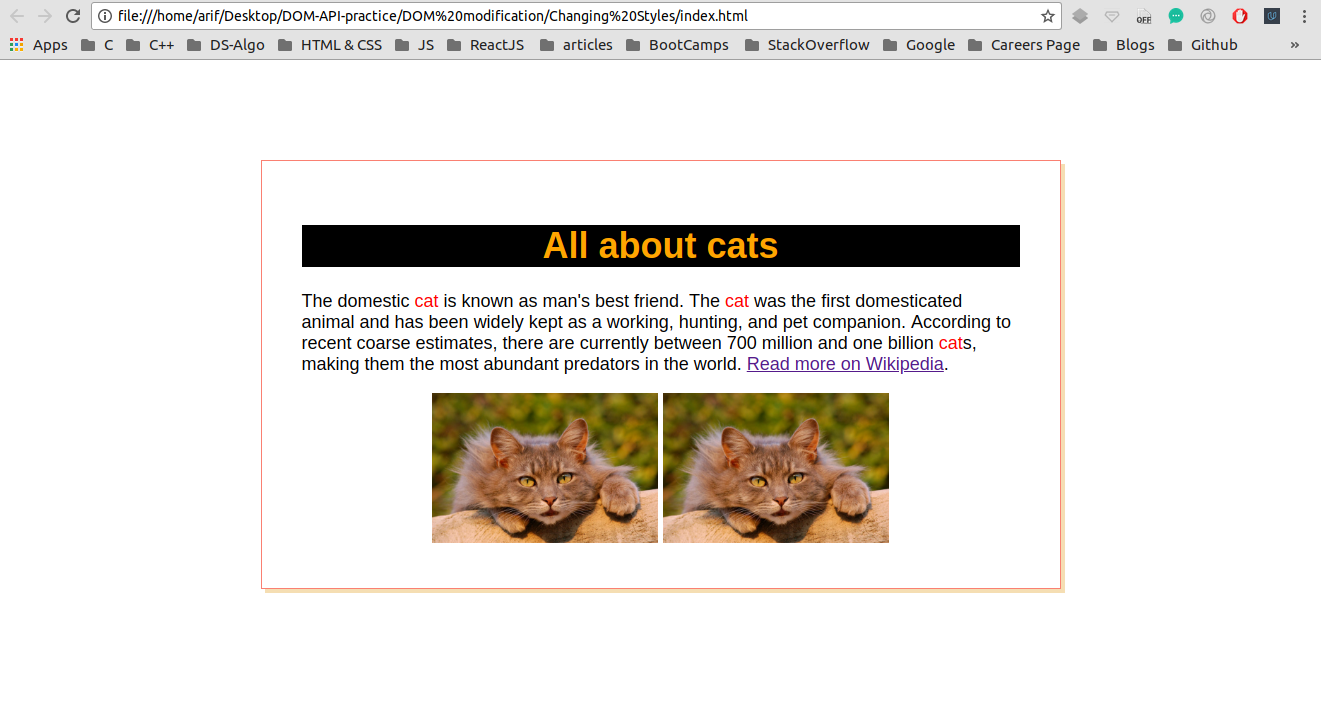 file:///home/arif/Desktop/DOM-API-practice/DOM%20modification/Changing%20Styles/index.html
OFF
Apps C C++ DS-Algo HTML & CSS JS ReactJS articles BootCamps StackOverflow Google Careers Page Blogs Github »
All about cats
The domestic cat is known as man's best friend. The cat was the first domesticated
animal and has been widely kept as a working, hunting, and pet companion. According to
recent coarse estimates, there are currently between 700 million and one billion cats,
making them the most abundant predators in the world. Read more on Wikipedia.